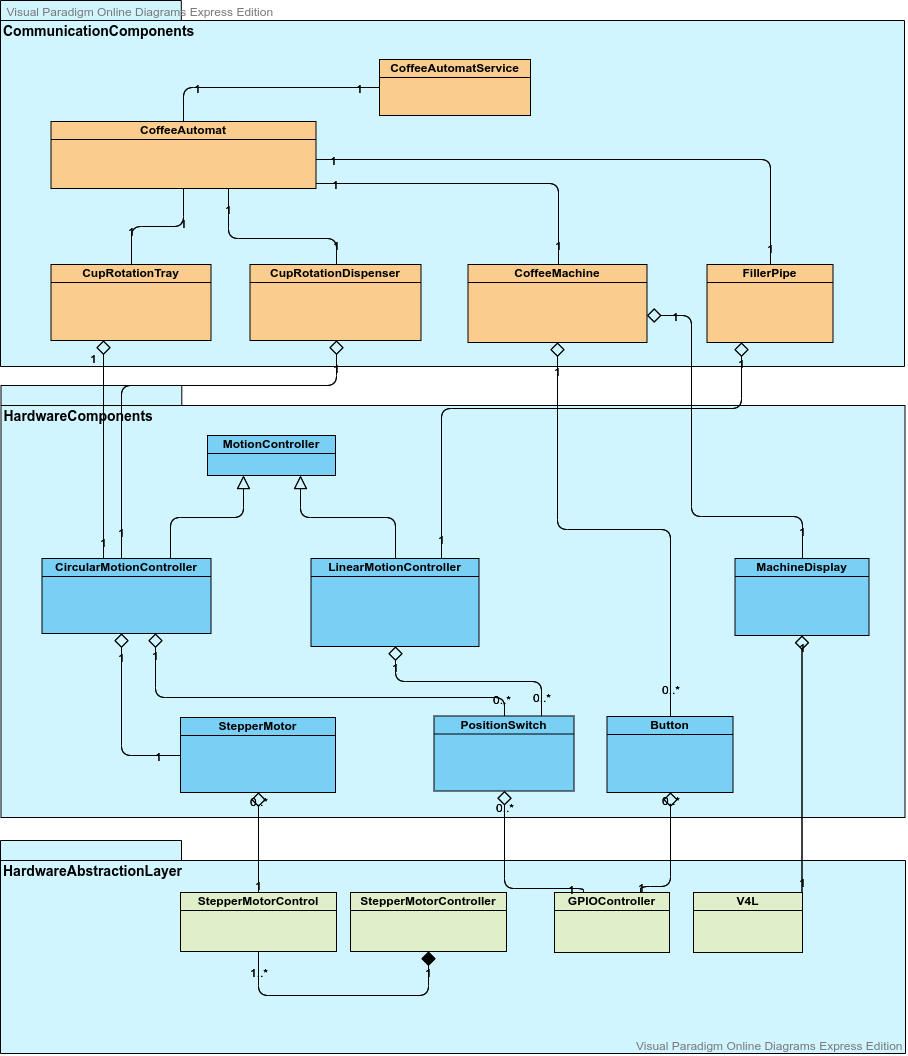 Visual Paradigm Online Diagrams Express Edition
CommunicationComponents
CoffeeAutomatService
1 1
CoffeeAutomat
1
1
1
1
1
1
1
1
CupRotationTray
CupRotationDispenser
CoffeeMachine
FillerPipe
1
1
1
1
1
HardwareComponents
MotionController
1
1
1
1
CircularMotionController
LinearMotionController
MachineDisplay
1
1
1
1
0..*
0..*
0..*
StepperMotor
PositionSwitch
Button
1
0..*
0..*
0..*
HardwareAbstractionLayer
1
1
1
1
StepperMotorControl
StepperMotorController
GPIOController
V4L
1..*
1
Visual Paradigm Online Diagrams Express Edition